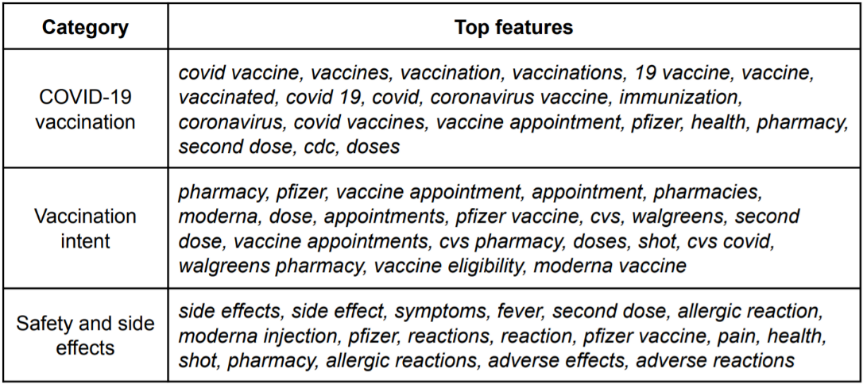 Category Top features
COVID-19
vaccination
covid vaccine, vaccines, vaccination, vaccinations, 19 vaccine, vaccine,
vaccinated, covid 19, covid, coronavirus vaccine, immunization,
coronavirus, covid vaccines, vaccine appointment, pfizer, health, pharmacy,
second dose, cdc, doses
Vaccination
intent
pharmacy, pfizer, vaccine appointment, appointment, pharmacies,
moderna, dose, appointments, pfizer vaccine, cvs, walgreens, second
dose, vaccine appointments, cvs pharmacy, doses, shot, cvs covid,
walgreens pharmacy, vaccine eligibility, moderna vaccine
Safety and side
effects
side effects, side effect, symptoms, fever, second dose, allergic reaction,
moderna injection, pfizer, reactions, reaction, pfizer vaccine, pain, health,
shot, pharmacy, allergic reactions, adverse effects, adverse reactions